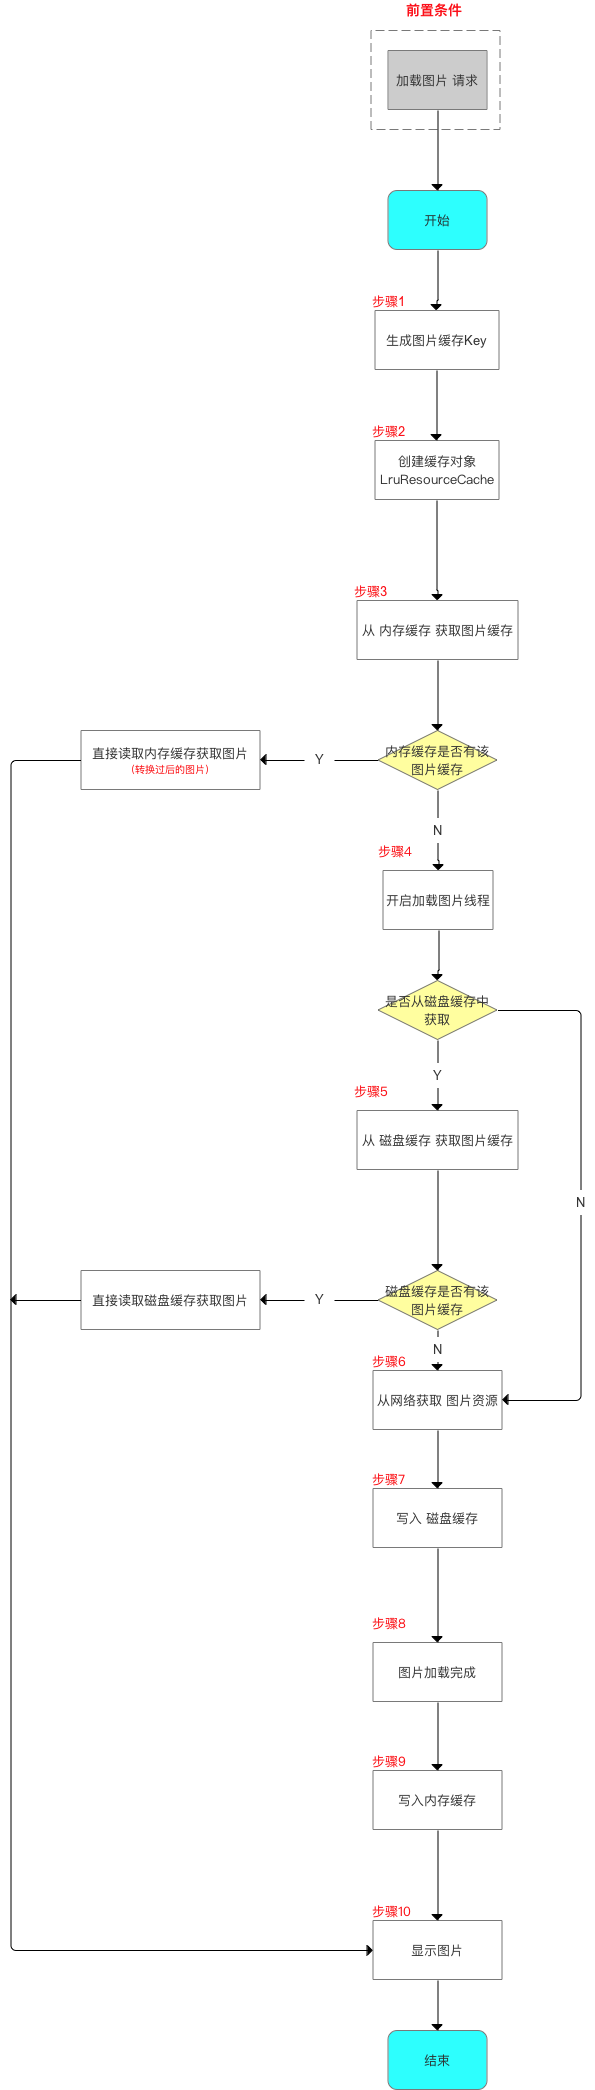 前置条件
加载图片 请求
开始
步骤1
生成图片缓存Key
步骤2
创建缓存对象
LruResourceCache
步骤3
从 内存缓存 获取图片缓存
内存缓存是否有该
图片缓存
Y
直接读取内存缓存获取图片
(转换过后的图片)
N
步骤4
开启加载图片线程
是否从磁盘缓存中
获取
Y
N
步骤5
从 磁盘缓存 获取图片缓存
磁盘缓存是否有该
图片缓存
Y
直接读取磁盘缓存获取图片
N
步骤6
从网络获取 图片资源
步骤7
写入 磁盘缓存
步骤8
图片加载完成
步骤9
写入内存缓存
步骤10
显示图片
结束